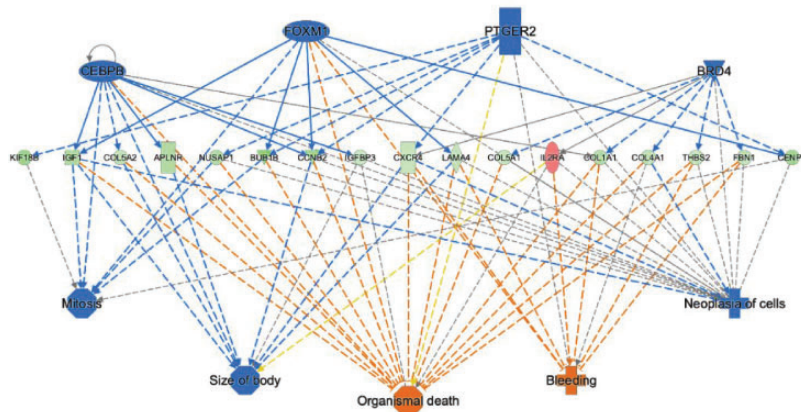 FOXM1
PTGER2
CEBPB
BRD4
KIF18B IGF1 COL5A2 APLNR NUSAP1 BUB1B CCNB2 IGFBP3 CXCR4 LAMA4 COL5A1 IL2RA COL1A1 COL4A1 THBS2 FBN1 CENPF
Mitosis
Neoplasia of cells
Size of body
Organismal death
Bleeding